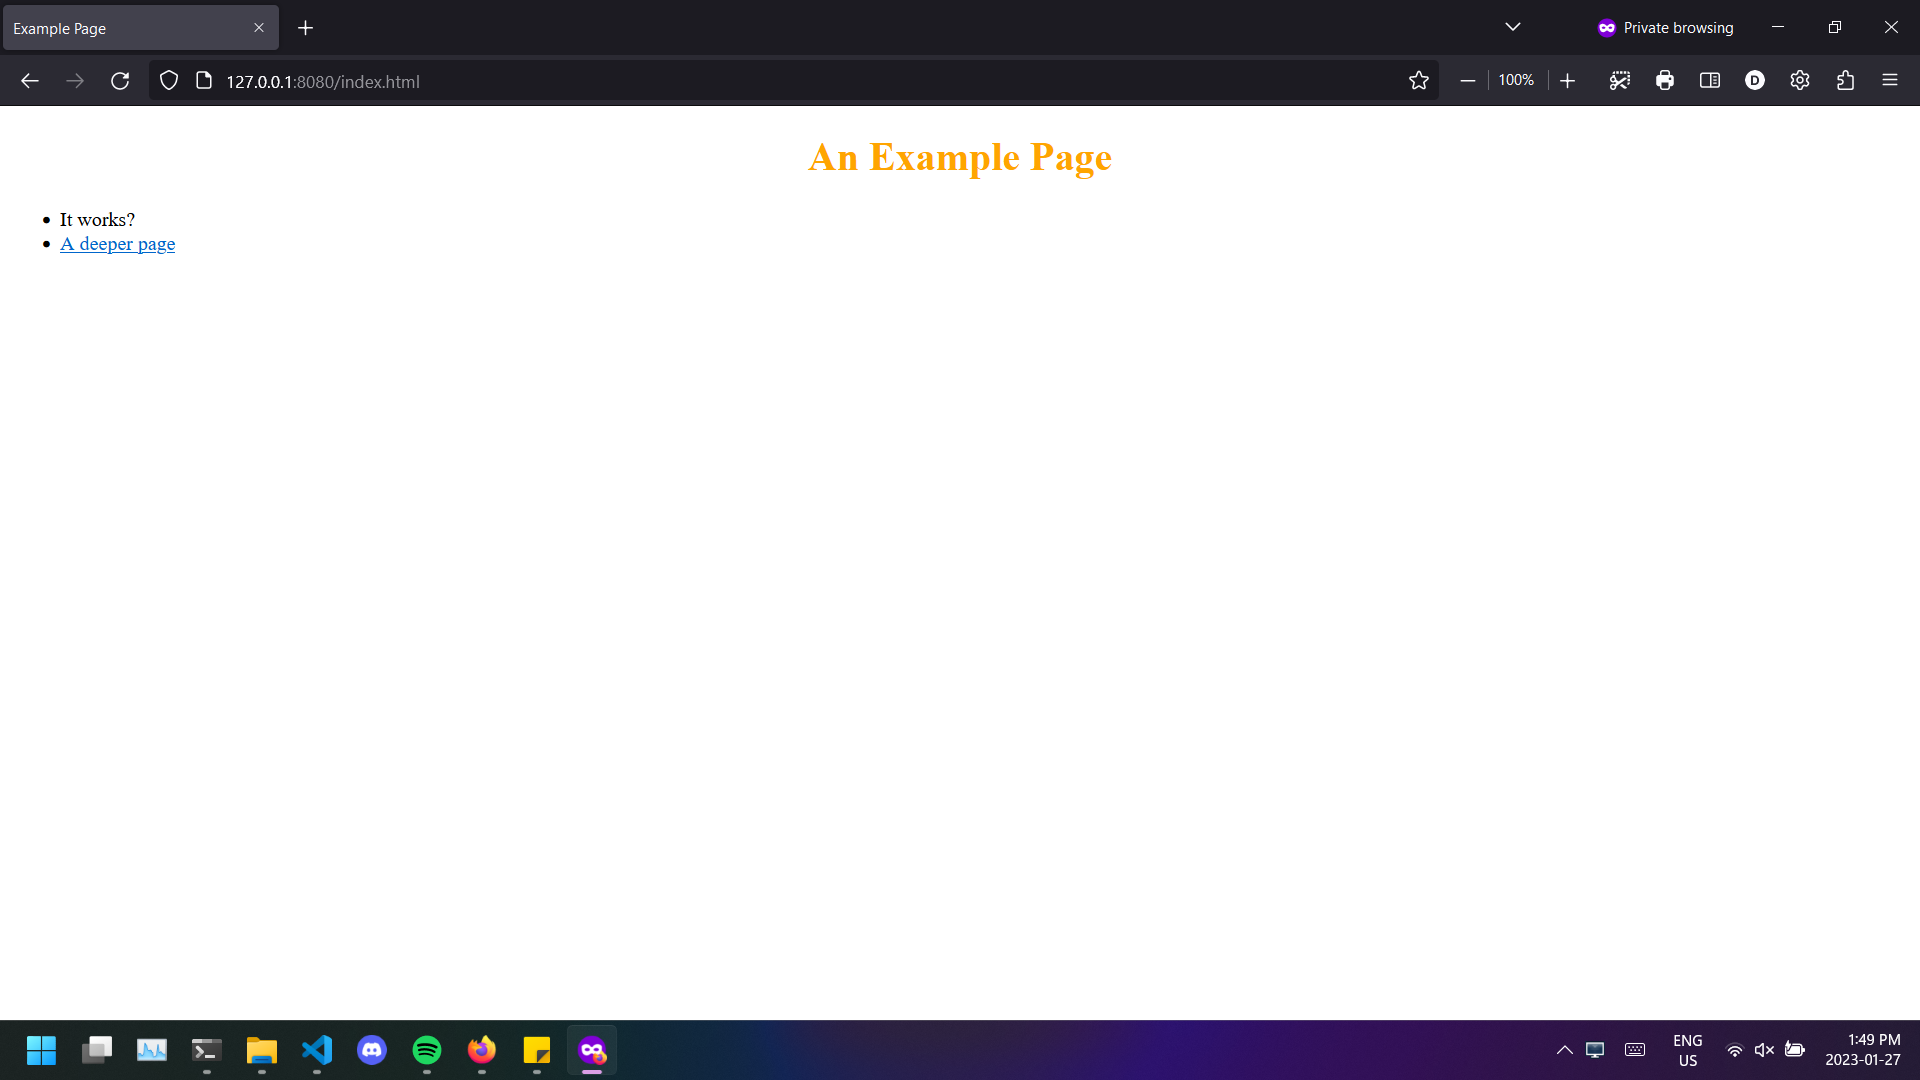 Example Page
Private browsing
127.0.0.1:8080/index.html
100%
D
An Example Page
It works?
A deeper page
ENG
US
1:49 PM
2023-01-27